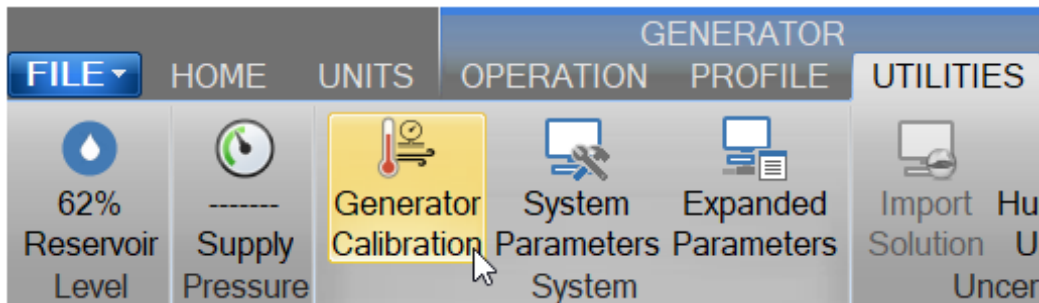 GENERATOR
FILE HOME UNITS OPERATION PROFILE UTILITIES
62% ------- Generator System Expanded Import
Reservoir Supply Calibration Parameters Parameters Solution
Level Pressure System